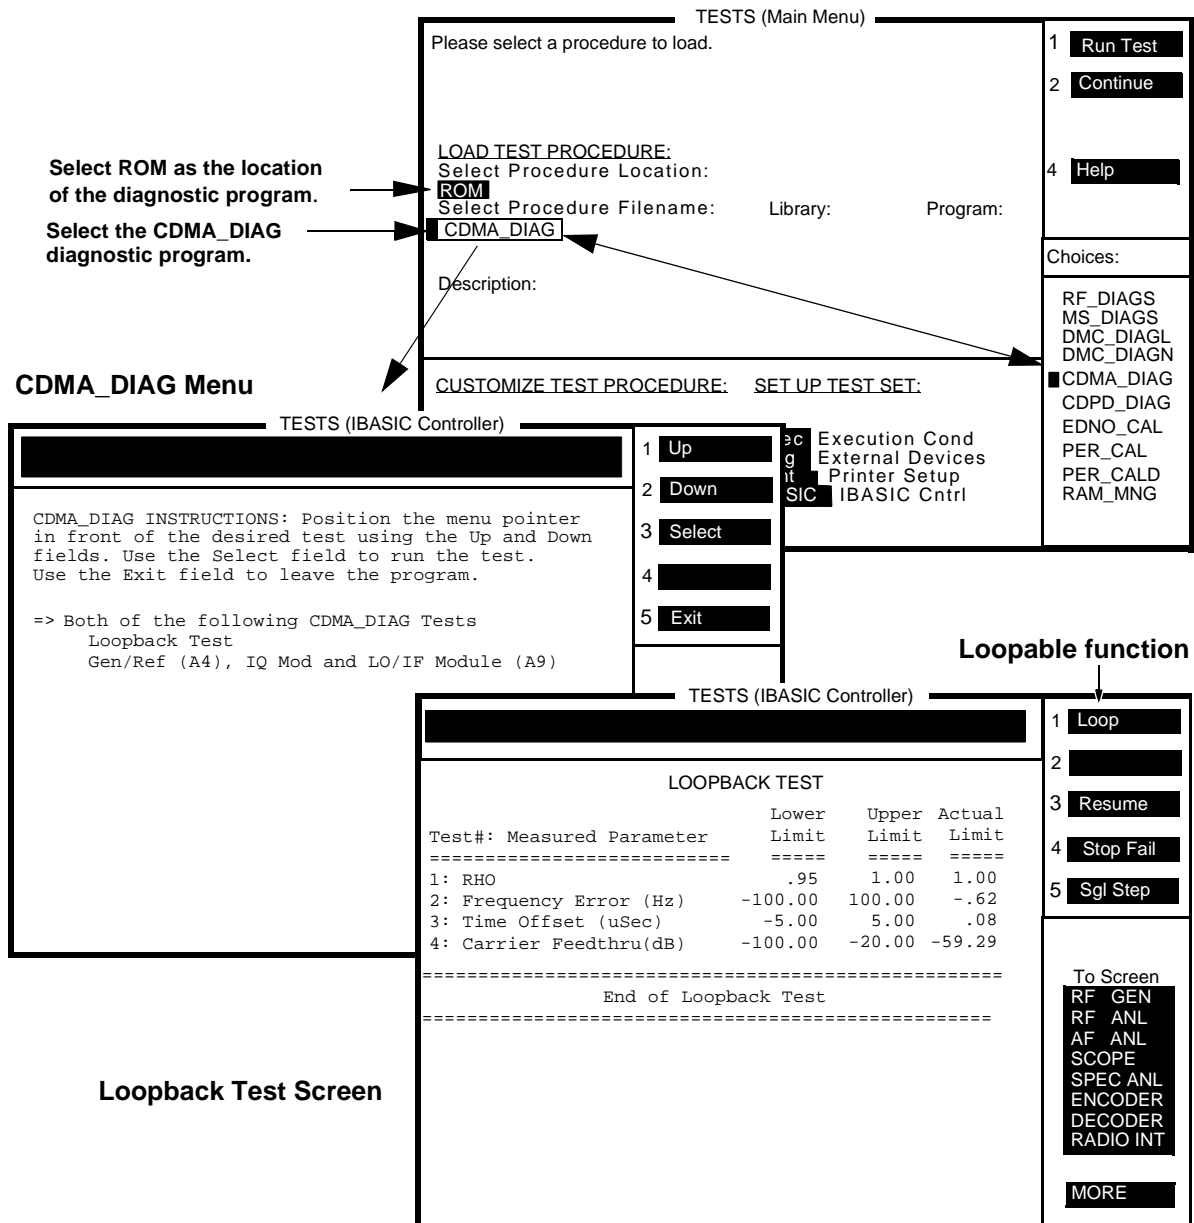 TESTS (Main Menu)
Please select a procedure to load.
1 Run Test
2 Continue
4 Help
Select ROM as the location
of the diagnostic program.
Select the CDMA_DIAG
diagnostic program.
LOAD TEST PROCEDURE:
Select Procedure Location:
ROM
Select Procedure Filename: Library: Program:
CDMA_DIAG
Description:
Choices:
RF_DIAGS
MS_DIAGS
DMC_DIAGL
DMC_DIAGN
CDMA_DIAG
CDPD_DIAG
EDNO_CAL
PER_CAL
PER_CALD
RAM_MNG
CUSTOMIZE TEST PROCEDURE: SET UP TEST SET:
Execution Cond
External Devices
Printer Setup
SIC IBASIC Cntrl
CDMA_DIAG Menu
TESTS (IBASIC Controller)
1 Up
2 Down
3 Select
4
5 Exit
CDMA_DIAG INSTRUCTIONS: Position the menu pointer
in front of the desired test using the Up and Down
fields. Use the Select field to run the test.
Use the Exit field to leave the program.
=> Both of the following CDMA_DIAG Tests
Loopback Test
Gen/Ref (A4), IQ Mod and LO/IF Module (A9)
Loopable function
TESTS (IBASIC Controller)
1 Loop
2
3 Resume
4 Stop Fail
5 Sgl Step
LOOPBACK TEST
Lower Upper Actual
Test#: Measured Parameter Limit Limit Limit
=========================== ===== ===== =====
1: RHO .95 1.00 1.00
2: Frequency Error (Hz) -100.00 100.00 -.62
3: Time Offset (uSec) -5.00 5.00 .08
4: Carrier Feedthru(dB) -100.00 -20.00 -59.29
====================================================
End of Loopback Test
===================================================
To Screen
RF GEN
RF ANL
AF ANL
SCOPE
SPEC ANL
ENCODER
DECODER
RADIO INT
MORE
Loopback Test Screen